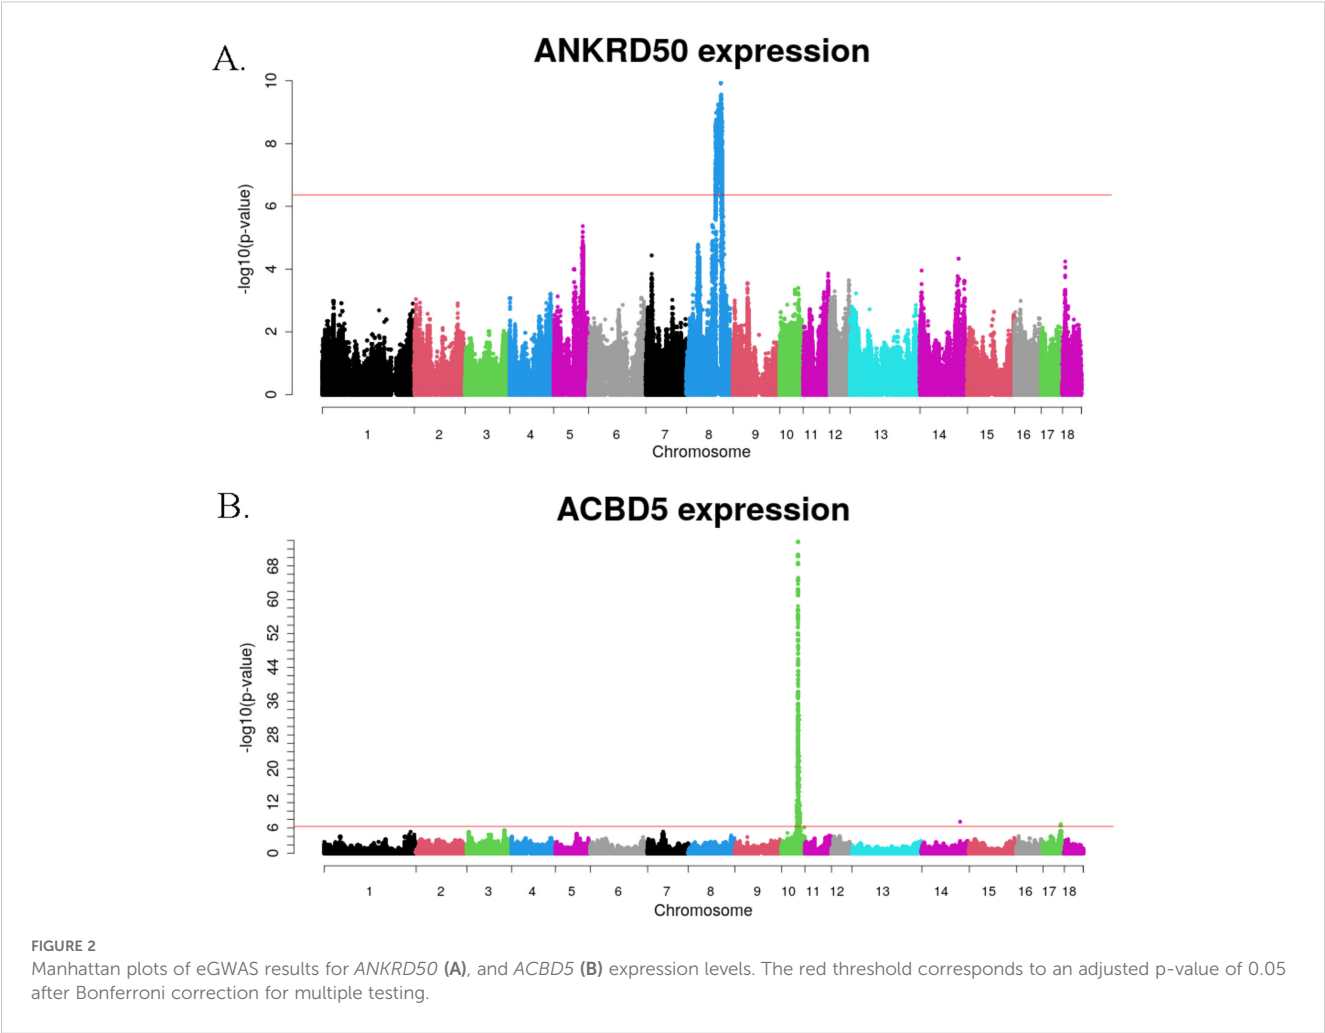 A.
ANKRD50 expression
10
8
6
4
2
0
-log10(p-value)
1 2 3 4 5 6 7 8 9 10 11 12 13 14 15 16 17 18
Chromosome
B.
ACBD5 expression
68
60
52
44
36
28
20
12
6
0
-log10(p-value)
1 2 3 4 5 6 7 8 9 10 11 12 13 14 15 16 17 18
Chromosome
FIGURE 2
Manhattan plots of eGWAS results for ANKRD50 (A), and ACBD5 (B) expression levels. The red threshold corresponds to an adjusted p-value of 0.05
after Bonferroni correction for multiple testing.